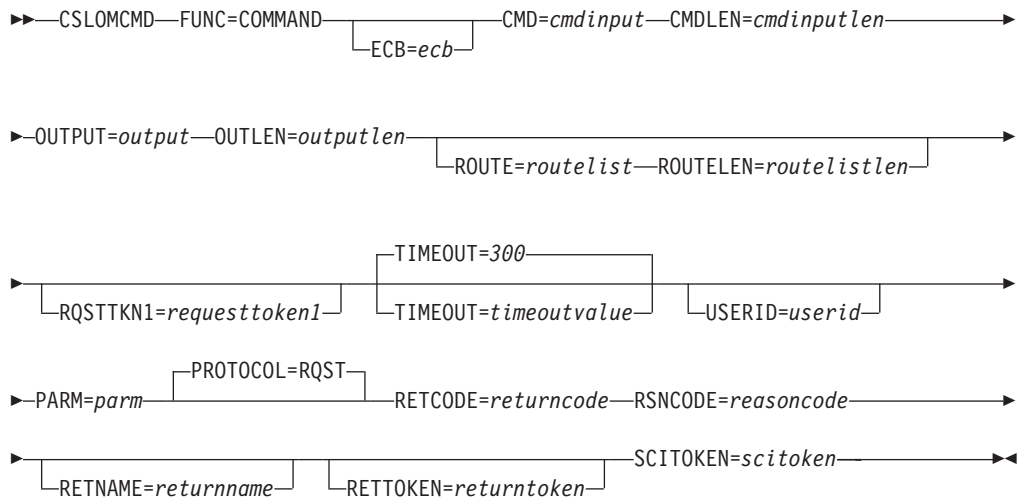 CSLOMCMD FUNC=COMMAND CMD=cmdinput CMDLEN=cmdinputlen
ECB=ecb
OUTPUT=output OUTLEN=outputlen
ROUTE=routelist ROUTELEN=routelistlen
TIMEOUT=300
RQSTTKN1=requesttoken1 TIMEOUT=timeoutvalue USERID=userid
PROTOCOL=RQST
PARM=parm RETCODE=returncode RSNCODE=reasoncode
SCITOKEN=scitoken
RETNAME=returnname RETTOKEN=returntoken